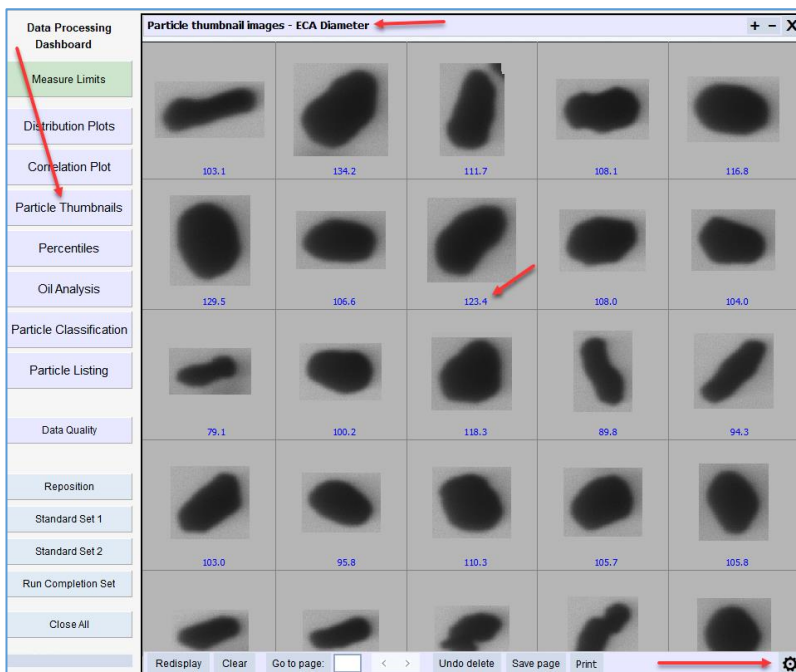 Data Processing
Dashboard
Measure Limits
Distribution Plots
Correlation Plot
Particle Thumbnails
Percentiles
Oil Analysis
Particle Classification
Particle Listing
Data Quality
Reposition
Standard Set 1
Standard Set 2
Run Completion Set
Close All
Particle thumbnail images - ECA Diameter
+ - X
103.1 134.2 111.7 108.1 116.8
129.5 106.6 123.4 108.0 104.0
79.1 100.2 118.3 89.8 94.3
103.0 95.8 110.3 105.7 105.8
Redisplay Clear Go to page: < > Undo delete Save page Print